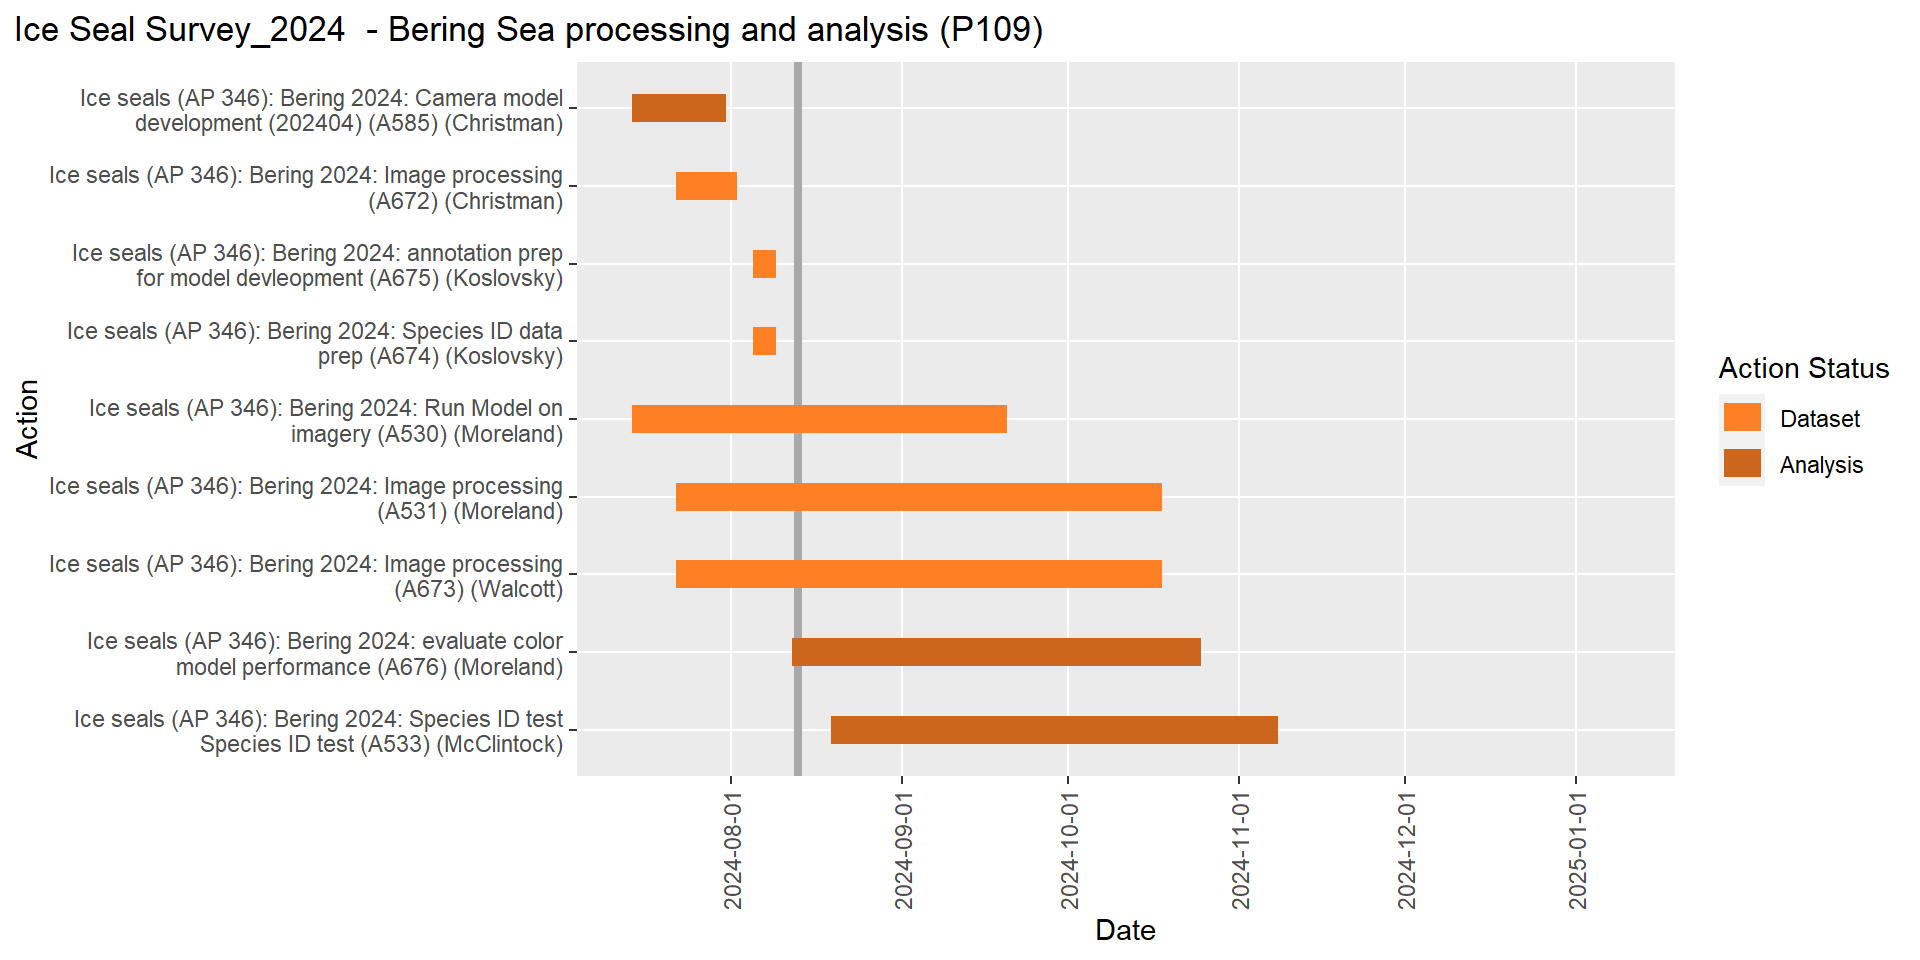 Ice Seal Survey_2024  - Bering Sea processing and analysis (P109)
Ice seals (AP 346): Bering 2024: Camera model
development (202404) (A585) (Christman)
Ice seals (AP 346): Bering 2024: Image processing
(A672) (Christman)
Ice seals (AP 346): Bering 2024: annotation prep
for model devleopment (A675) (Koslovsky)
Ice seals (AP 346): Bering 2024: Species ID data
prep (A674) (Koslovsky)
Ice seals (AP 346): Bering 2024: Run Model on
imagery (A530) (Moreland)
Ice seals (AP 346): Bering 2024: Image processing
(A531) (Moreland)
Ice seals (AP 346): Bering 2024: Image processing
(A673) (Walcott)
Ice seals (AP 346): Bering 2024: evaluate color
model performance (A676) (Moreland)
Ice seals (AP 346): Bering 2024: Species ID test
Species ID test (A533) (McClintock)
Action
2024-08-01
2024-09-01
2024-10-01
2024-11-01
2024-12-01
2025-01-01
Date
Action Status
Dataset
Analysis